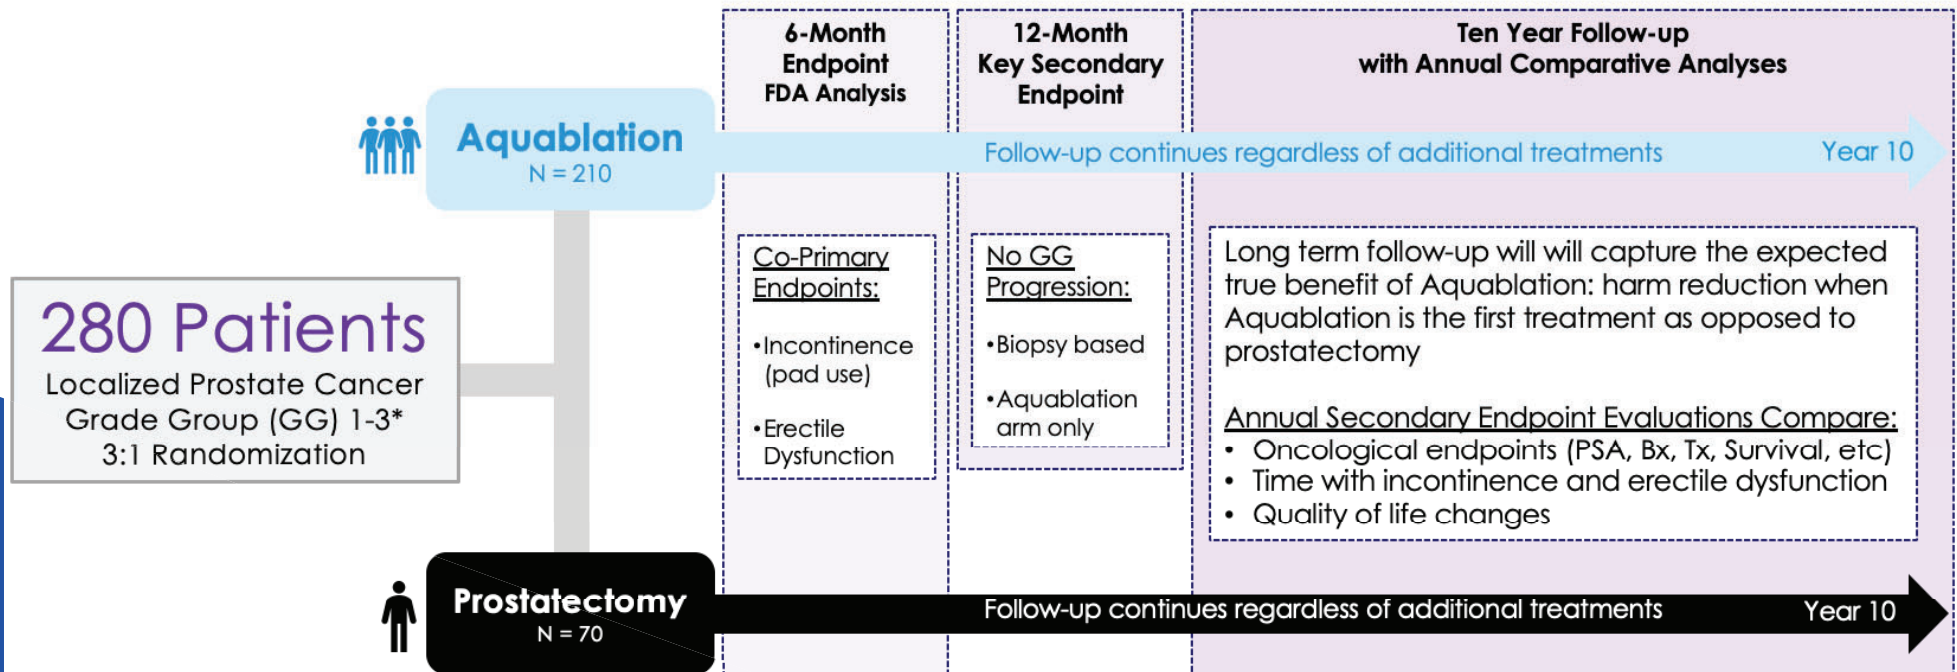 280 Patients
Localized Prostate Cancer
Grade Group (GG) 1-3*
3:1 Randomization
Aquablation
N = 210
Prostatectomy
N = 70
6-Month
Endpoint
FDA Analysis
12-Month
Key Secondary
Endpoint
Ten Year Follow-up
with Annual Comparative Analyses
Follow-up continues regardless of additional treatments
Year 10
Co-Primary
Endpoints:
•Incontinence
(pad use)
•Erectile
Dysfunction
No GG
Progression:
•Biopsy based
•Aquablation
arm only
Long term follow-up will will capture the expected
true benefit of Aquablation: harm reduction when
Aquablation is the first treatment as opposed to
prostatectomy
Annual Secondary Endpoint Evaluations Compare:
• Oncological endpoints (PSA, Bx, Tx, Survival, etc)
• Time with incontinence and erectile dysfunction
• Quality of life changes
Follow-up continues regardless of additional treatments
Year 10